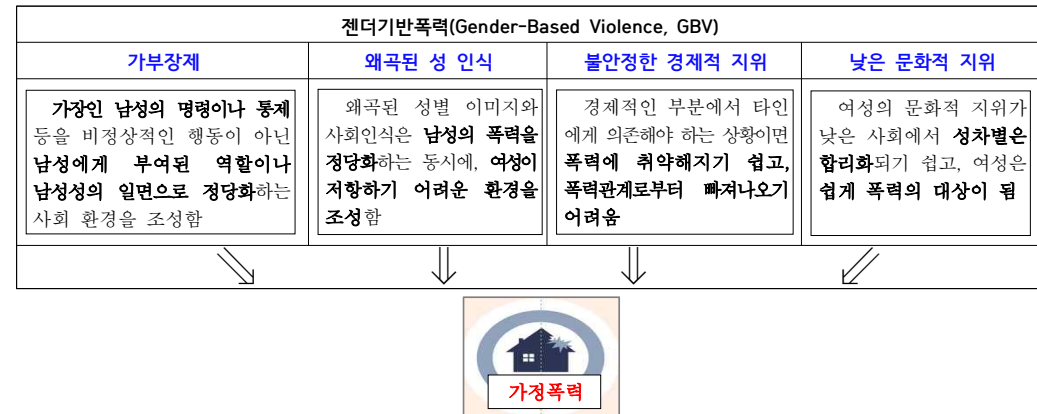 젠더기반폭력(Gender-Based Violence, GBV)
가부장제
가장인 남성의 명령이나 통제
등을 비정상적인 행동이 아닌
남성에게 부여된 역할이나
남성성의 일면으로 정당화하는
사회 환경을 조성함
왜곡된 성 인식
왜곡된 성별 이미지와
사회인식은 남성의 폭력을
정당화하는 동시에, 여성이
저항하기 어려운 환경을
조성함
불안정한 경제적 지위
경제적인 부분에서 타인
에게 의존해야 하는 상황이면
폭력에 취약해지기 쉽고,
폭력관계로부터 빠져나오기
어려움
낮은 문화적 지위
여성의 문화적 지위가
낮은 사회에서 성차별은
합리화되기 쉽고, 여성은
쉽게 폭력의 대상이 됨
가정폭력